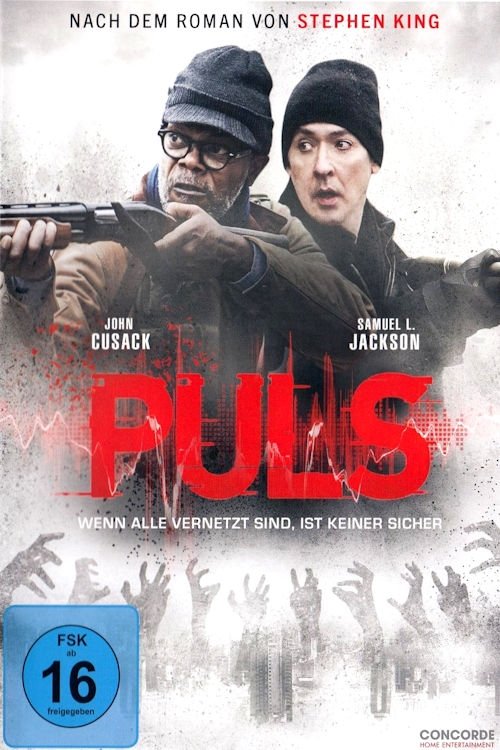 NACH DEM ROMAN VON STEPHEN KING
JOHN
CUSACK
SAMUEL L.
JACKSON
PULS
WENN ALLE VERNETZT SIND, IST KEINER SICHER
FSK
ab
16
freigegeben
CONCORDE
HOME ENTERTAINMENT